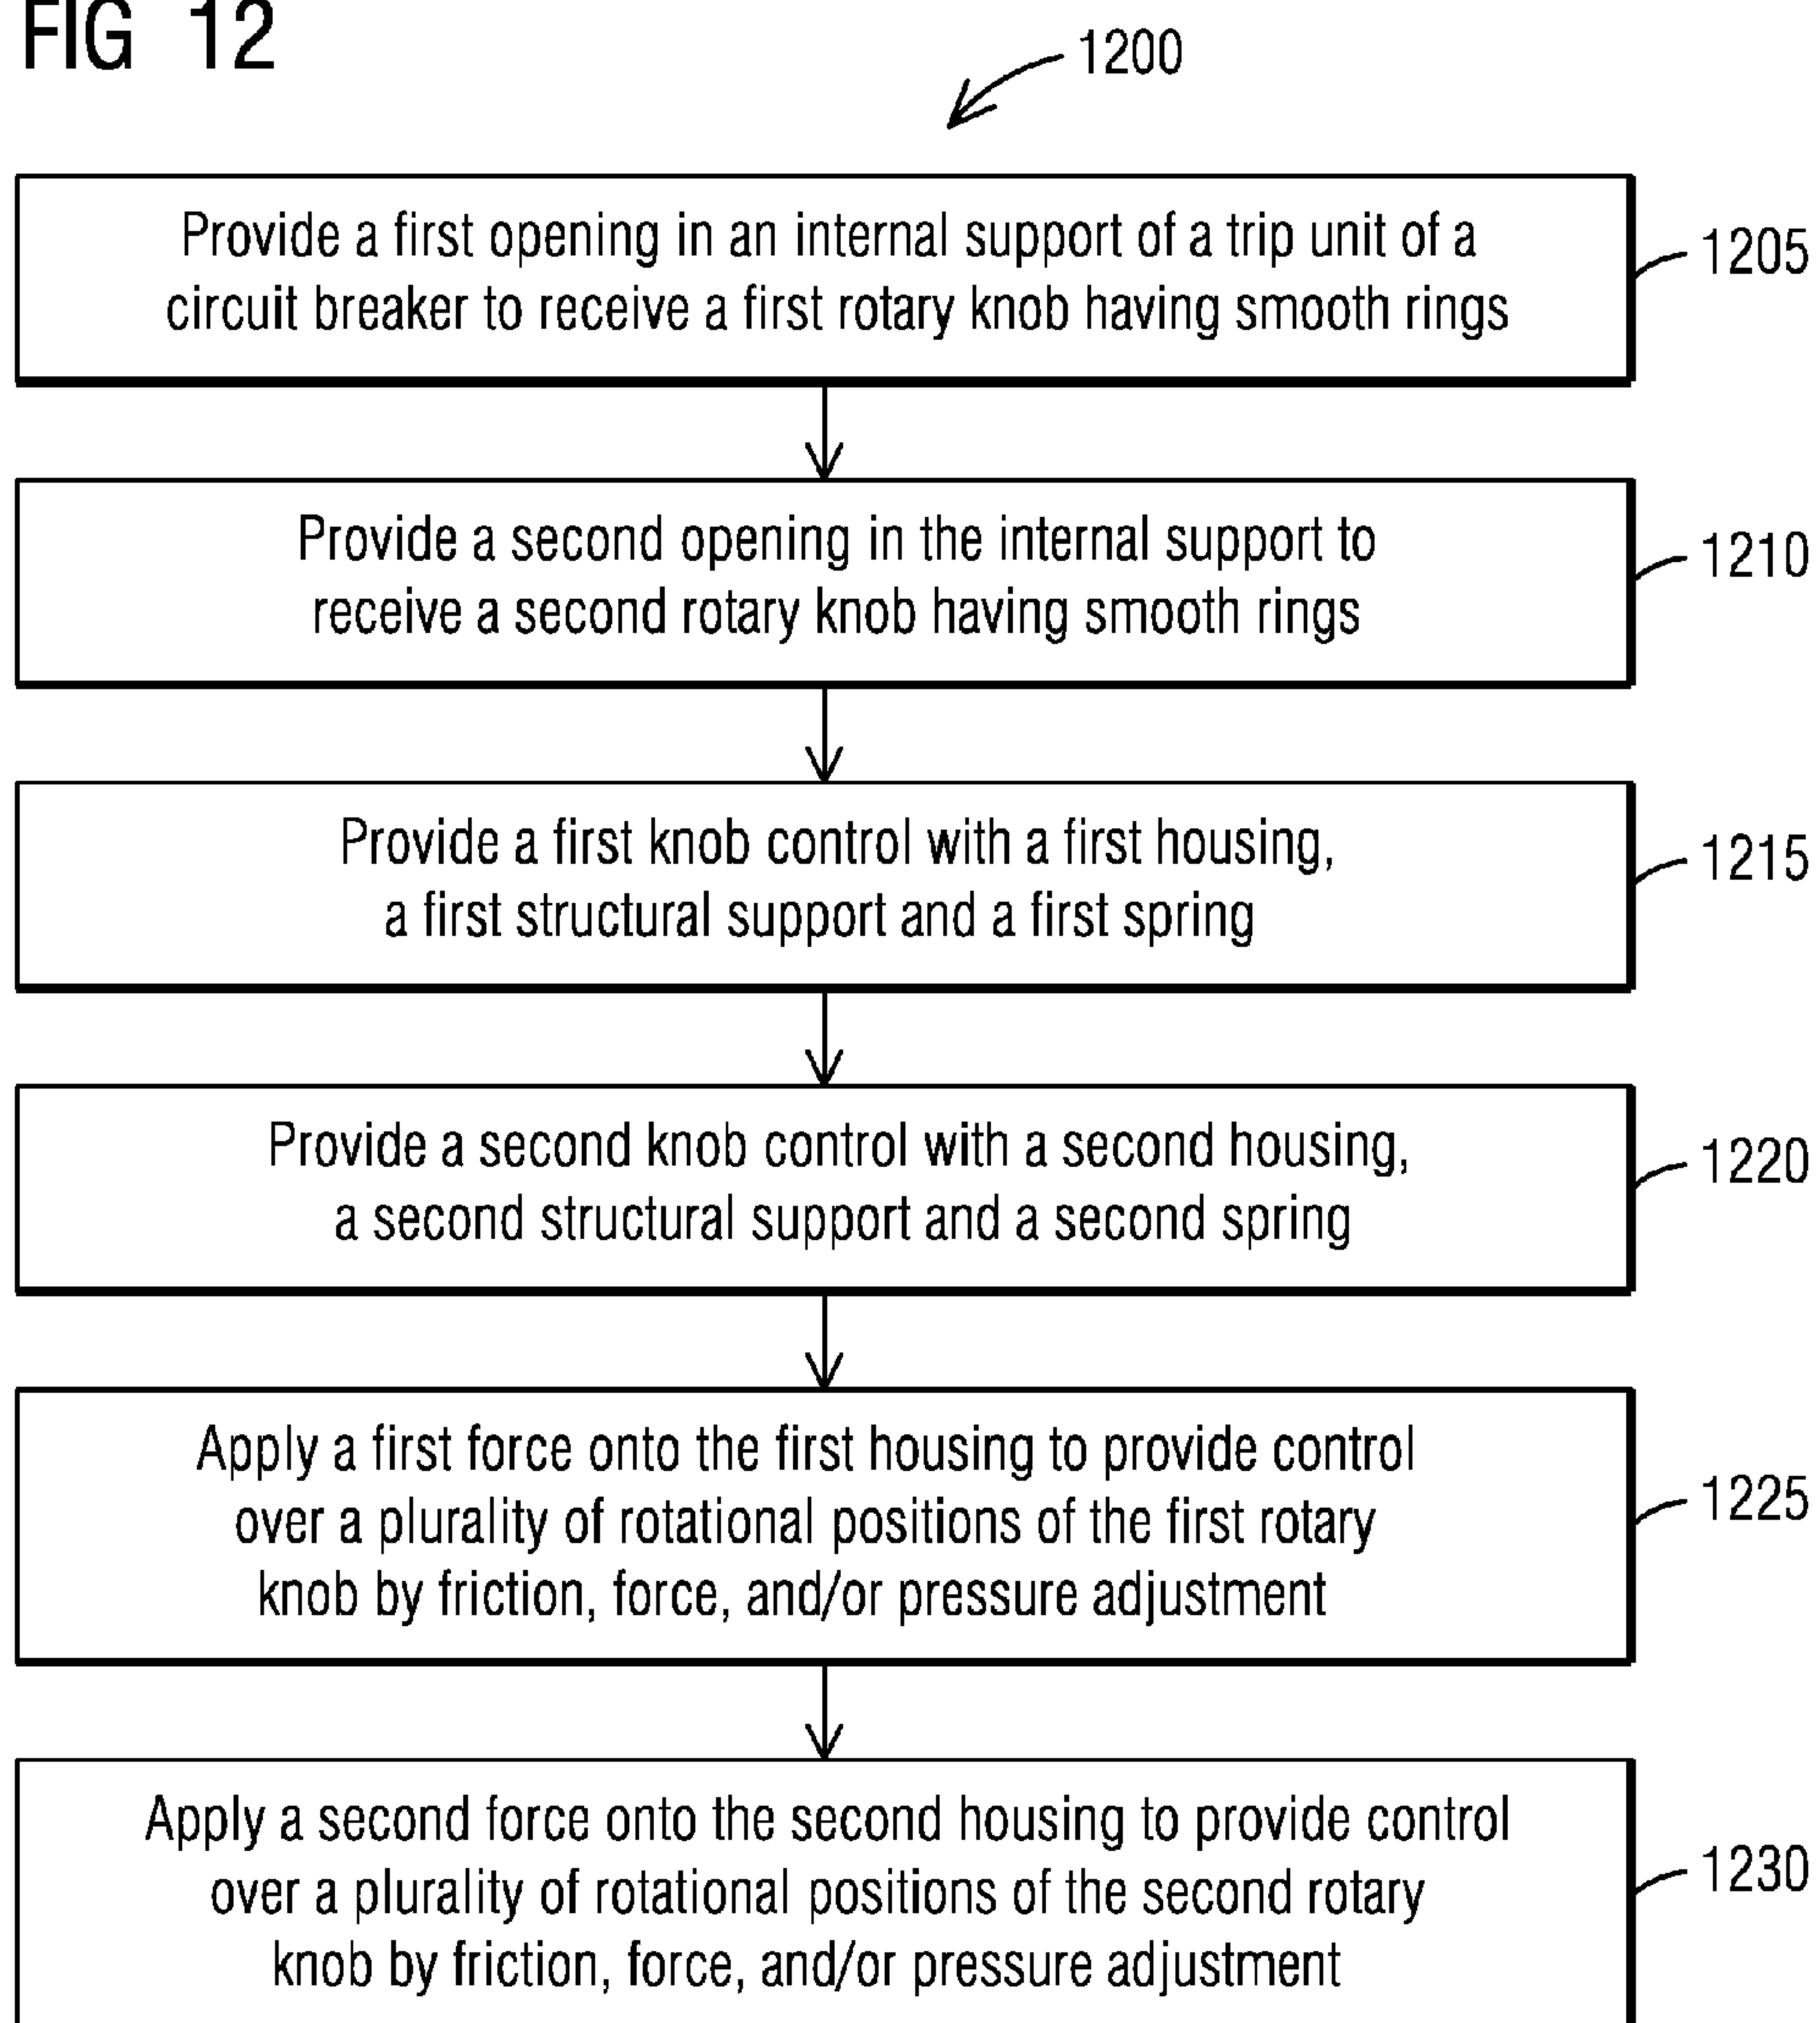 FIG 12
1200
Provide a first opening in an internal support of a trip unit of a
circuit breaker to receive a first rotary knob having smooth rings
1205
Provide a second opening in the internal support to
receive a second rotary knob having smooth rings
1210
Provide a first knob control with a first housing,
a first structural support and a first spring
1215
Provide a second knob control with a second housing,
a second structural support and a second spring
1220
Apply a first force onto the first housing to provide control
over a plurality of rotational positions of the first rotary
knob by friction, force, and/or pressure adjustment
1225
Apply a second force onto the second housing to provide control
over a plurality of rotational positions of the second rotary
knob by friction, force, and/or pressure adjustment
1230